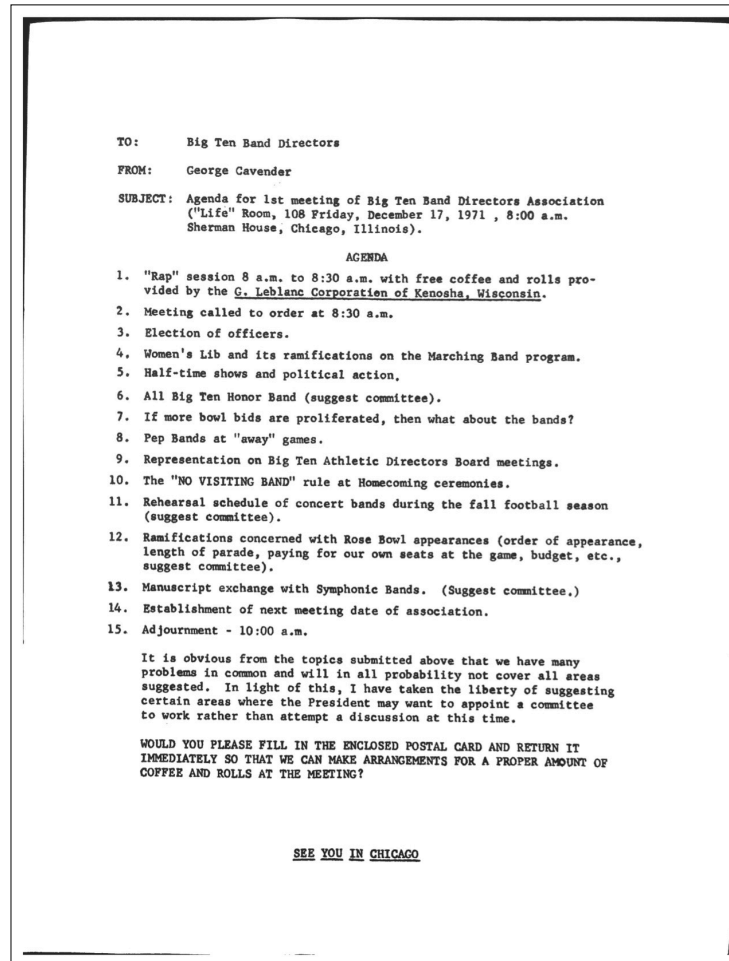 TO: Big Ten Band Directors
FROM: George Cavender
SUBJECT: Agenda for 1st meeting of Big Ten Band Directors Association
("Life" Room, 108 Friday, December 17, 1971 , 8:00 a.m.
Sherman House, Chicago, Illinois).
AGENDA
1. "Rap" session 8 a.m. to 8:30 a.m. with free coffee and rolls pro-
vided by the G. Leblanc Corporation of Kenosha, Wisconsin.
2. Meeting called to order at 8:30 a.m.
3. Election of officers.
4. Women's Lib and its ramifications on the Marching Band program.
5. Half-time shows and political action.
6. All Big Ten Honor Band (suggest committee).
7. If more bowl bids are proliferated, then what about the bands?
8. Pep Bands at "away" games.
9. Representation on Big Ten Athletic Directors Board meetings.
10. The "NO VISITING BAND" rule at Homecoming ceremonies.
11. Rehearsal schedule of concert bands during the fall football season
(suggest committee).
12. Ramifications concerned with Rose Bowl appearances (order of appearance,
length of parade, paying for our own seats at the game, budget, etc.,
suggest committee).
13. Manuscript exchange with Symphonic Bands. (Suggest committee.)
14. Establishment of next meeting date of association.
15. Adjournment - 10:00 a.m.
It is obvious from the topics submitted above that we have many
problems in common and will in all probability not cover all areas
suggested. In light of this, I have taken the liberty of suggesting
certain areas where the President may want to appoint a committee
to work rather than attempt a discussion at this time.
WOULD YOU PLEASE FILL IN THE ENCLOSED POSTAL CARD AND RETURN IT
IMMEDIATELY SO THAT WE CAN MAKE ARRANGEMENTS FOR A PROPER AMOUNT OF
COFFEE AND ROLLS AT THE MEETING?
SEE YOU IN CHICAGO